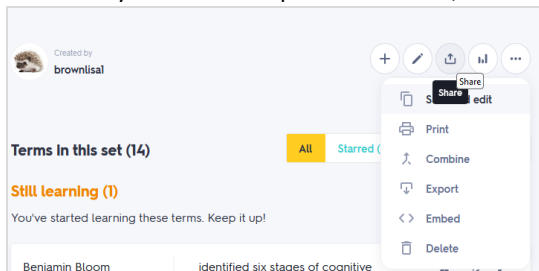 Created by
brownlisa1
Share
Share
edit
Print
Terms in this set (14)
All
Starred (
Combine
Still learning (1)
Export
You've started learning these terms. Keep it up!
Embed
Delete
Benjamin Bloom
identified six stages of cognitive